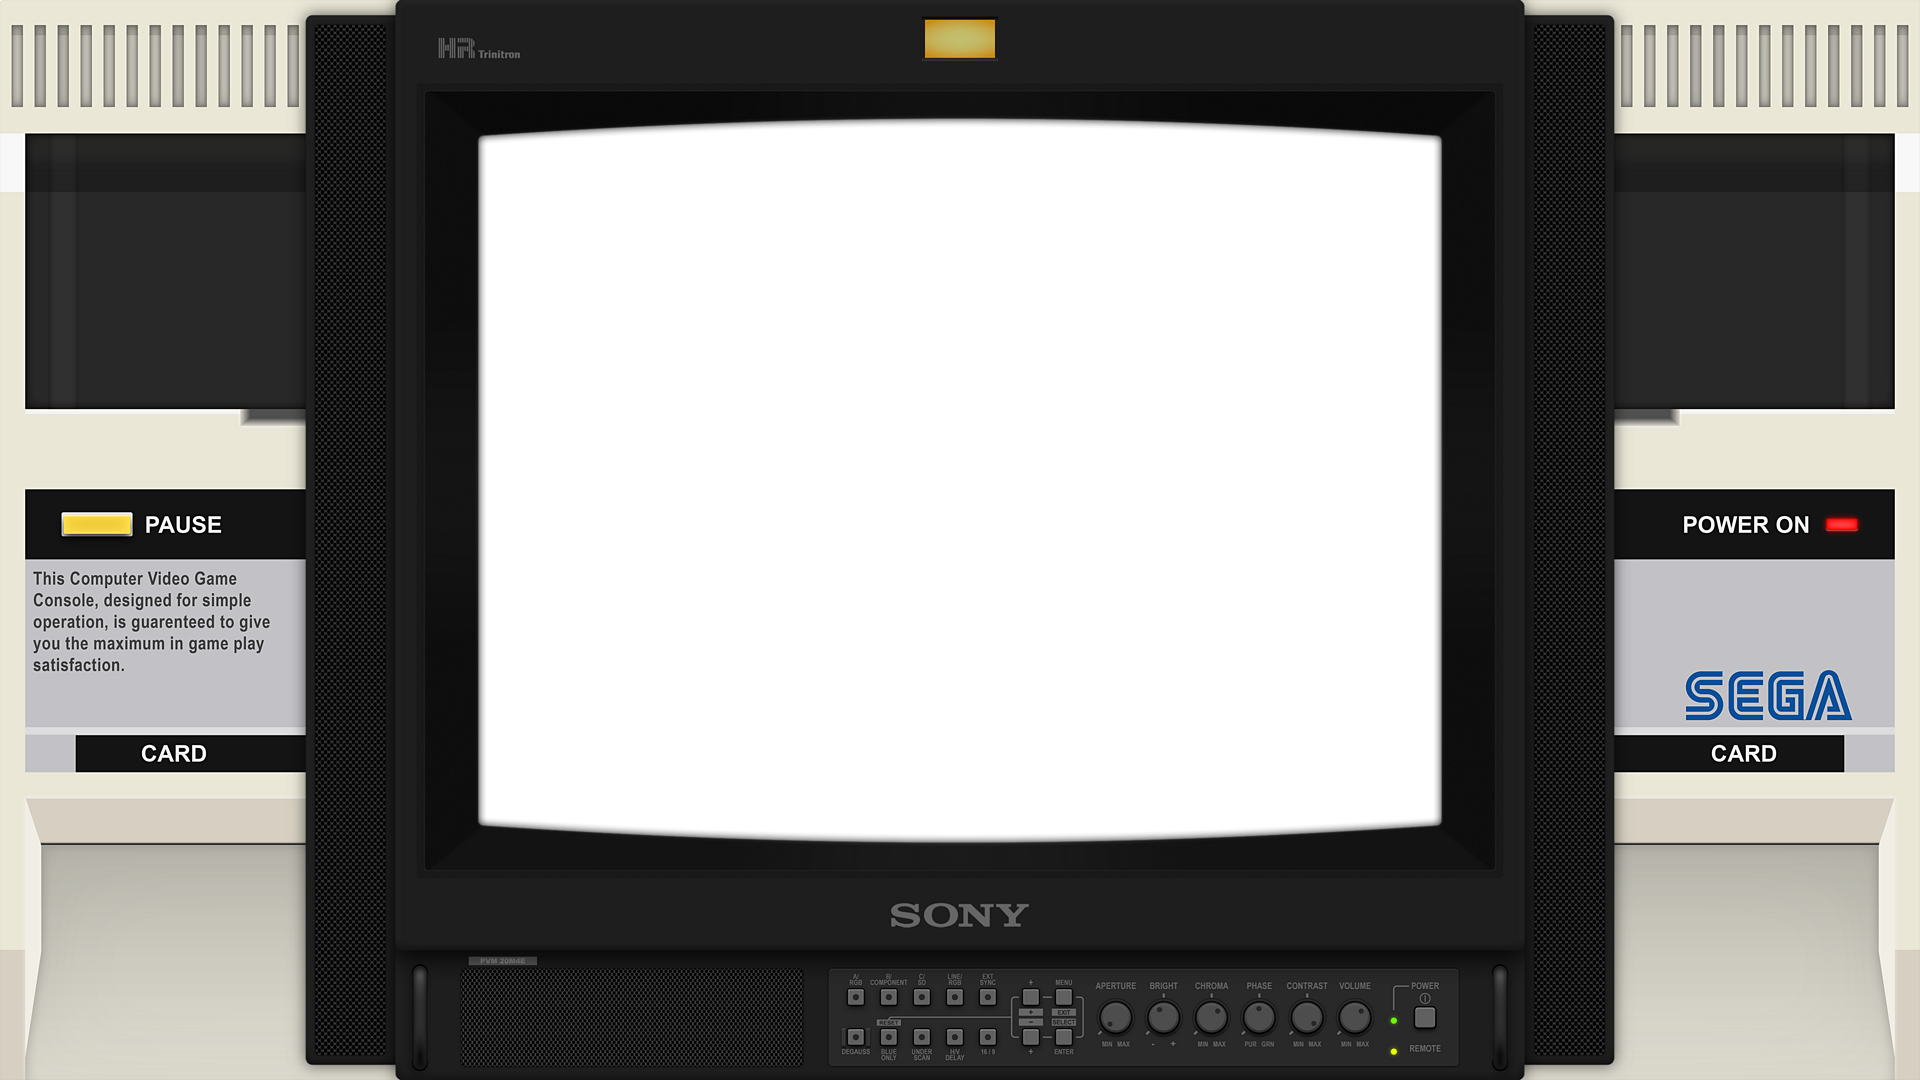 HR Trinitron
PAUSE
This Computer Video Game
Console, designed for simple
operation, is guarenteed to give
you the maximum in game play
satisfaction.
CARD
POWER ON
SEGA
CARD
SONY
PVM 20M4E
A/
RGB
B/
COMPONENT
C/
SD
LINE/
RGB
EXT
SYNC
+
MENU
RESET
+
−
EXIT
SELECT
DEGAUSS
BLUE
ONLY
UNDER
SCAN
H/V
DELAY
16 / 9
+
ENTER
APERTURE
BRIGHT
CHROMA
PHASE
CONTRAST
VOLUME
MIN MAX
- +
MIN MAX
PUR GRN
MIN MAX
MIN MAX
POWER
REMOTE